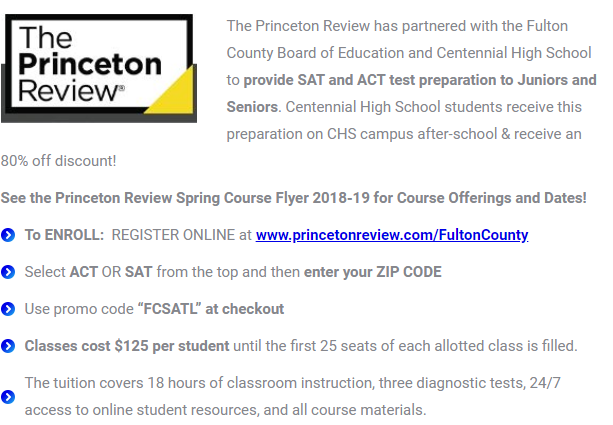 The
Princeton
Review®
The Princeton Review has partnered with the Fulton
County Board of Education and Centennial High School
to provide SAT and ACT test preparation to Juniors and
Seniors. Centennial High School students receive this
preparation on CHS campus after-school & receive an
80% off discount!
See the Princeton Review Spring Course Flyer 2018-19 for Course Offerings and Dates!
To ENROLL: REGISTER ONLINE at www.princetonreview.com/FultonCounty
Select ACT OR SAT from the top and then enter your ZIP CODE
Use promo code “FCSATL” at checkout
Classes cost $125 per student until the first 25 seats of each allotted class is filled.
The tuition covers 18 hours of classroom instruction, three diagnostic tests, 24/7
access to online student resources, and all course materials.